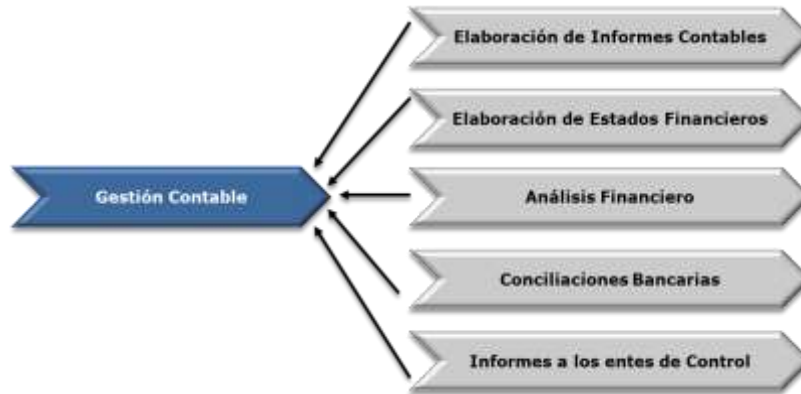 Elaboración de Informes Contables
Elaboración de Estados Financieros
Gestión Contable
Análisis Financiero
Conciliaciones Bancarias
Informes a los entes de Control